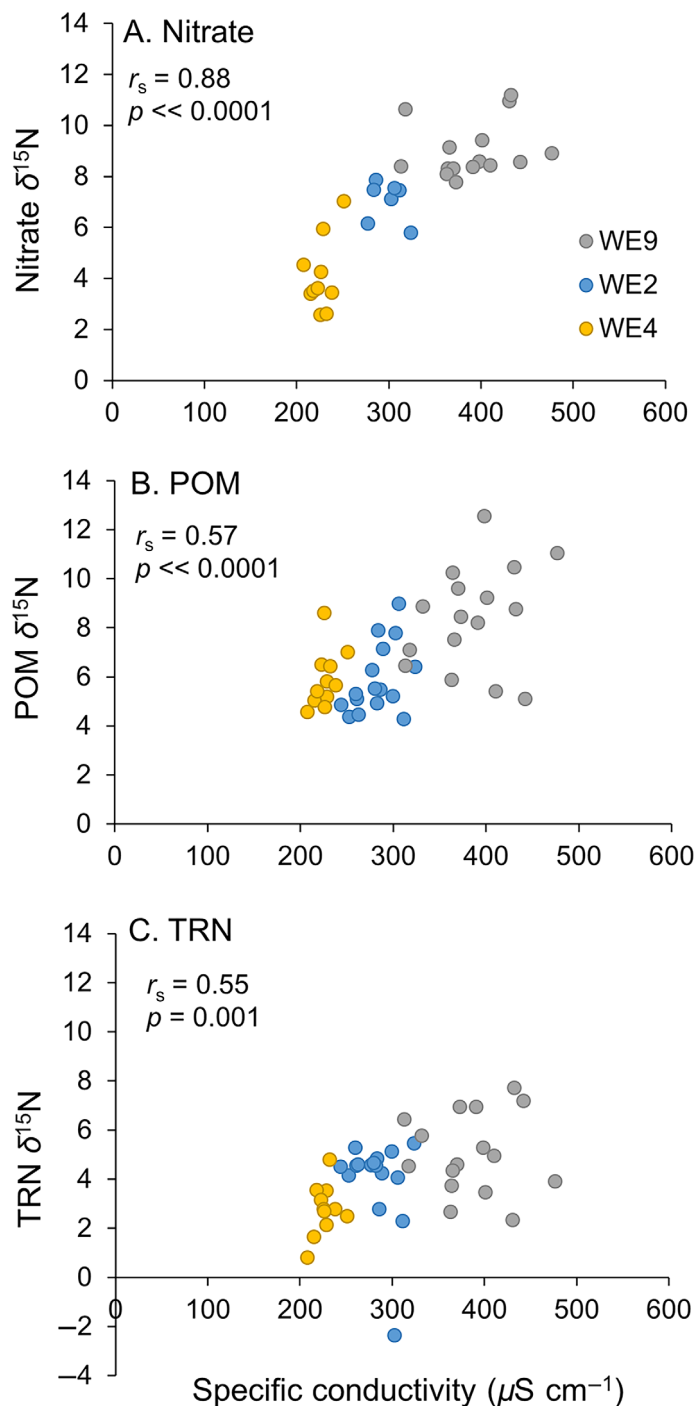 A. Nitrate
rs = 0.88
p << 0.0001
Nitrate δ15N
14
12
10
8
6
4
2
0
0 100 200 300 400 500 600
WE9
WE2
WE4
B. POM
rs = 0.57
p << 0.0001
POM δ15N
14
12
10
8
6
4
2
0
0 100 200 300 400 500 600
C. TRN
rs = 0.55
p = 0.001
TRN δ15N
14
12
10
8
6
4
2
0
–2
–4
0 100 200 300 400 500 600
Specific conductivity (µS cm–1)